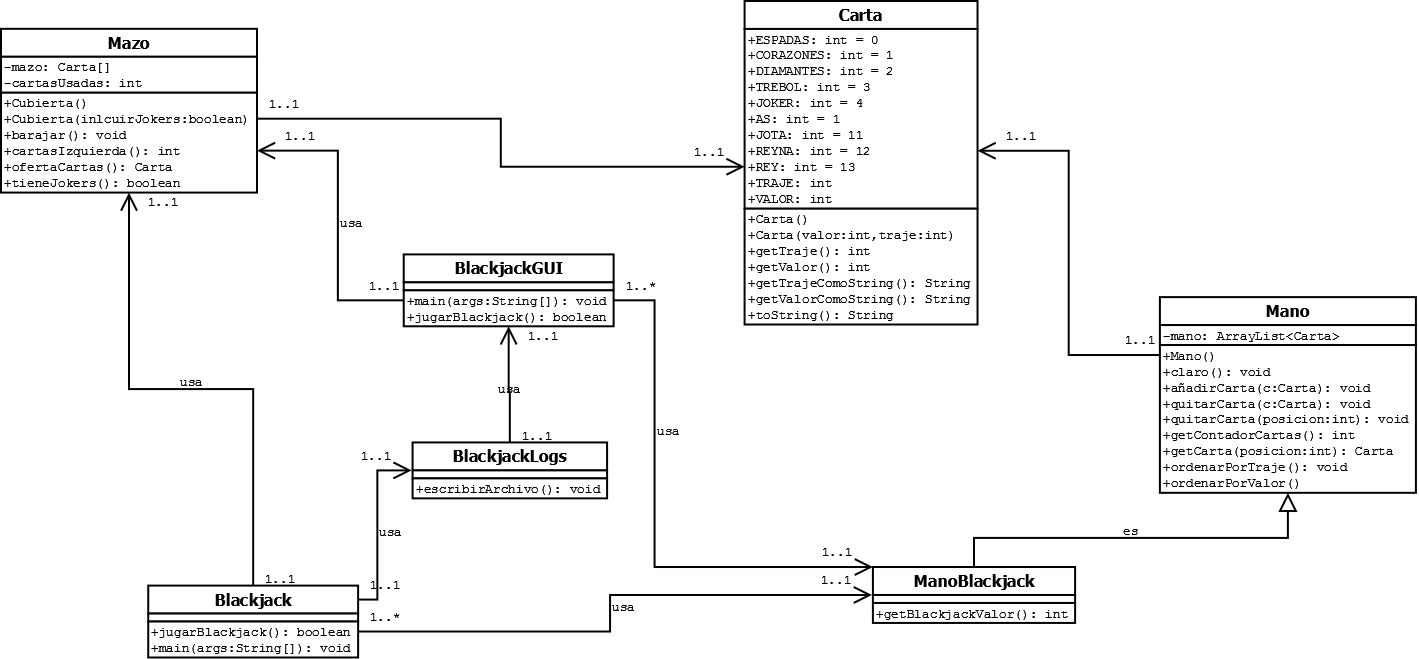 Mazo
-mazo: Carta[]
-cartasUsadas: int
+Cubierta()
+Cubierta(inlcuirJokers:boolean)
+barajar(): void
+cartasIzquierda(): int
+ofertaCartas(): Carta
+tieneJokers(): boolean
1..1
1..1
1..1
1..1
Carta
+ESPADAS: int = 0
+CORAZONES: int = 1
+DIAMANTES: int = 2
+TREBOL: int = 3
+JOKER: int = 4
+AS: int = 1
+JOTA: int = 11
+REYNA: int = 12
+REY: int = 13
+TRAJE: int
+VALOR: int
+Carta()
+Carta(valor:int,traje:int)
+getTraje(): int
+getValor(): int
+getTrajeComoString(): String
+getValorComoString(): String
+toString(): String
1..1
usa
BlackjackGUI
+main(args:String[]): void
+jugarBlackjack(): boolean
1..1
1..*
1..1
Mano
-mano: ArrayList<Carta>
+Mano()
+claro(): void
+añadirCarta(c:Carta): void
+quitarCarta(c:Carta): void
+quitarCarta(posicion:int): void
+getContadorCartas(): int
+getCarta(posicion:int): Carta
+ordenarPorTraje(): void
+ordenarPorValor()
1..1
usa
usa
usa
1..1
BlackjackLogs
+escribirArchivo(): void
1..1
usa
es
1..1
1..1
ManoBlackjack
+getBlackjackValor(): int
1..1
1..1
1..*
usa
Blackjack
+jugarBlackjack(): boolean
+main(args:String[]): void